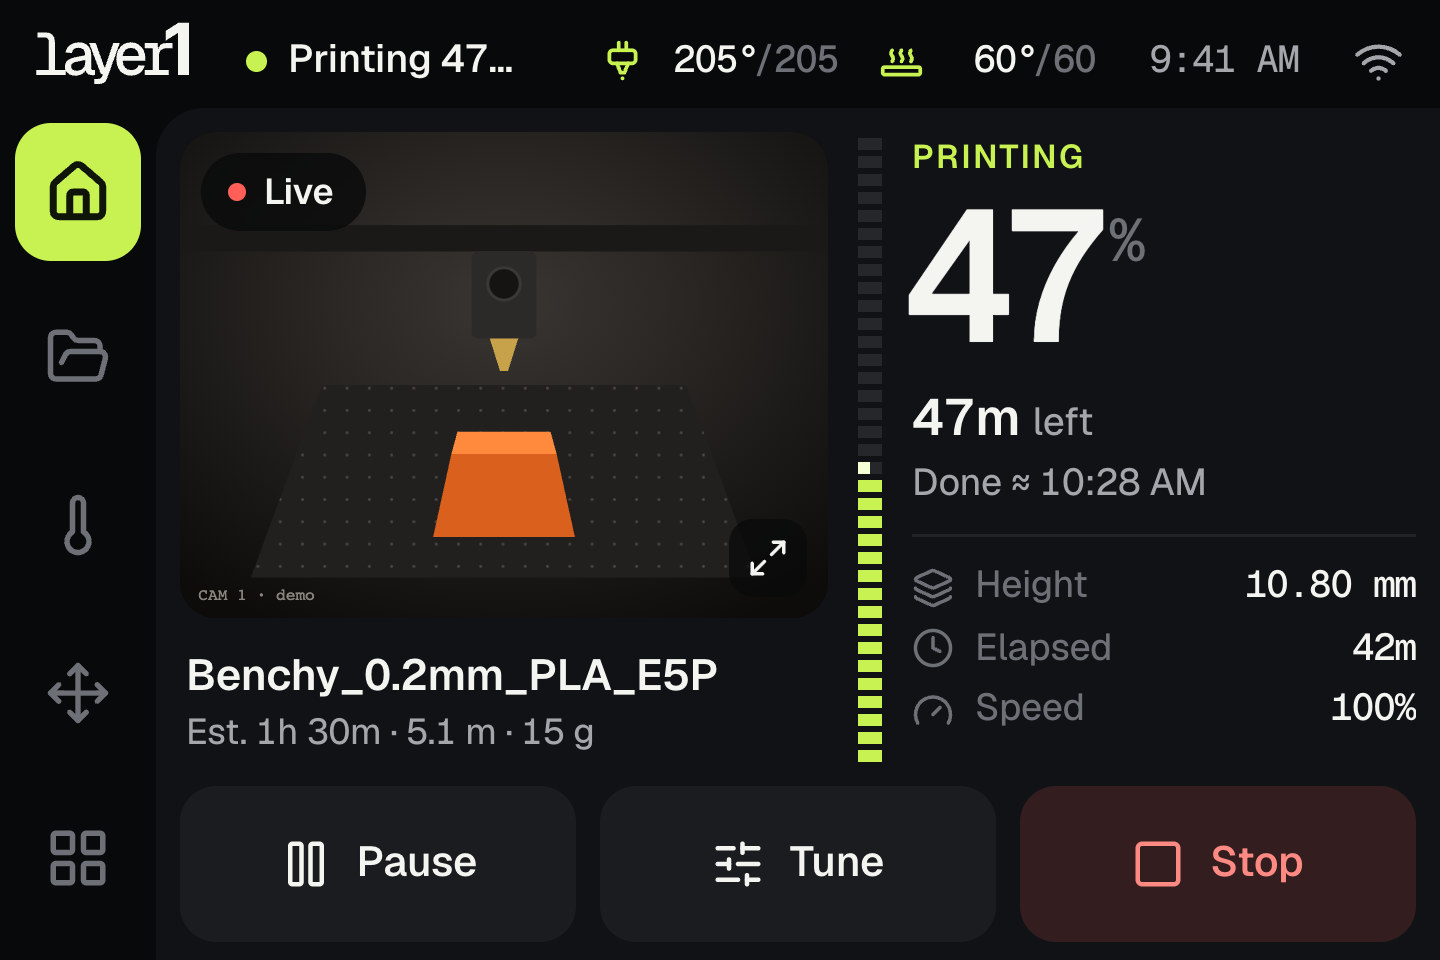 layer1
Printing 47…
205°/205
60°/60
9:41 AM
Live
CAM 1 · demo
Benchy_0.2mm_PLA_E5P
Est. 1h 30m · 5.1 m · 15 g
PRINTING
47%
47m left
Done ≈ 10:28 AM
Height 10.80 mm
Elapsed 42m
Speed 100%
Pause
Tune
Stop